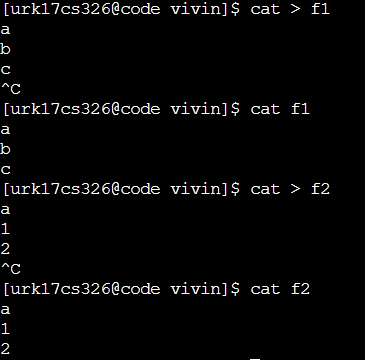 [urk17cs326@code vivin]$ cat > f1
a
b
c
^C
[urk17cs326@code vivin]$ cat f1
a
b
c
[urk17cs326@code vivin]$ cat > f2
a
1
2
^C
[urk17cs326@code vivin]$ cat f2
a
1
2